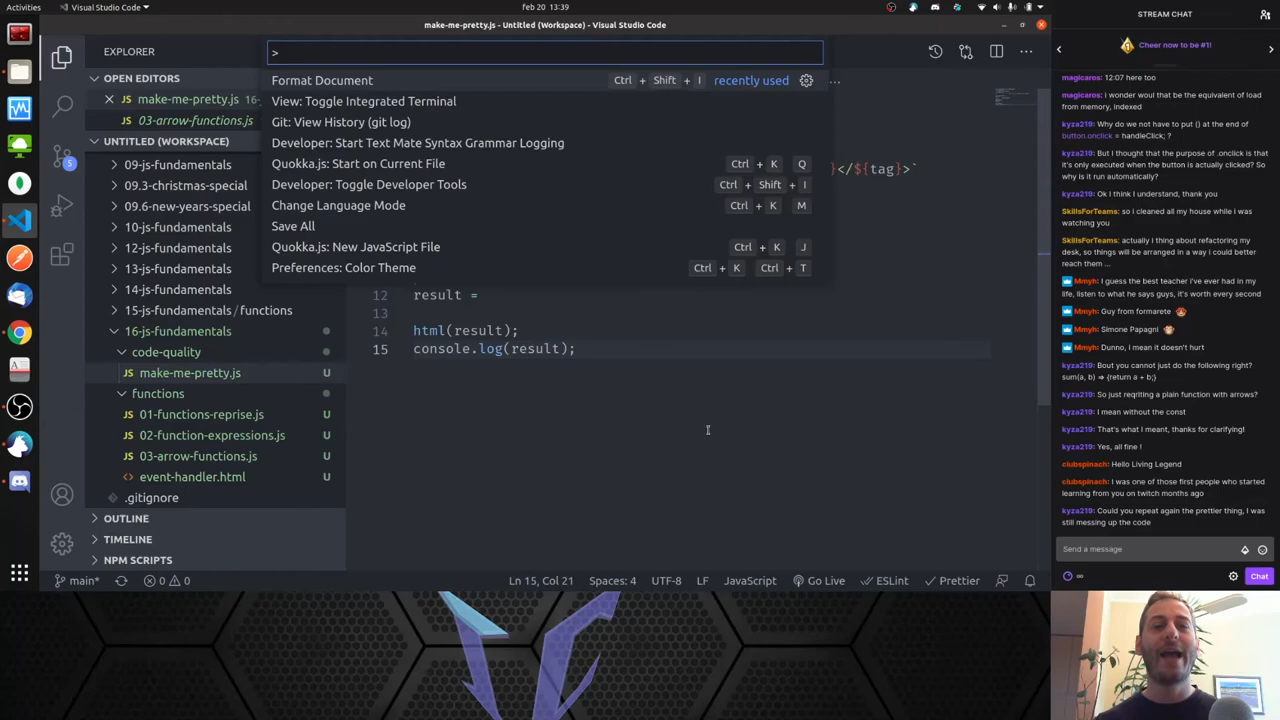 Activities
Visual Studio Code
feb 20 13:39
make-me-pretty.js - Untitled (Workspace) - Visual Studio Code
EXPLORER
OPEN EDITORS
make-me-pretty.js 16-
03-arrow-functions.js
UNTITLED (WORKSPACE)
09-js-fundamentals
09.3-christmas-special
09.6-new-years-special
10-js-fundamentals
12-js-fundamentals
13-js-fundamentals
14-js-fundamentals
15-js-fundamentals / functions
16-js-fundamentals
code-quality
make-me-pretty.js U
functions
JS 01-functions-reprise.js U
JS 02-function-expressions.js U
JS 03-arrow-functions.js U
event-handler.html U
.gitignore
OUTLINE
TIMELINE
NPM SCRIPTS
>
Format Document Ctrl + Shift + I recently used
View: Toggle Integrated Terminal
Git: View History (git log)
Developer: Start Text Mate Syntax Grammar Logging
Quokka.js: Start on Current File Ctrl + K Q
Developer: Toggle Developer Tools Ctrl + Shift + I
Change Language Mode Ctrl + K M
Save All
Quokka.js: New JavaScript File Ctrl + K J
Preferences: Color Theme Ctrl + K Ctrl + T
}</${tag}>`
12 result =
13
14 html(result);
15 console.log(result);
main*
0 0
Ln 15, Col 21
Spaces: 4
UTF-8
LF
JavaScript
Go Live
ESLint
Prettier
STREAM CHAT
1
Cheer now to be #1!
magicaros: 12:07 here too
magicaros: I wonder woul that be the equivalent of load
from memory, indexed
kyza219: Why do we not have to put () at the end of
button.onclick = handleClick; ?
kyza219: But I thought that the purpose of .onclick is that
it's only executed when the button is actually clicked? So
why is it run automatically?
kyza219: Ok I think I understand, thank you
SkillsForTeams: so i cleaned all my house while i was
watching you
SkillsForTeams: actually i thing about refactoring my
desk, so things will be arranged in a way i could better
reach them ...
Mmyh: I guess the best teacher i've ever had in my
life, listen to what he says guys, it's worth every second
Mmyh: Guy from formarete
Mmyh: Simone Papagni
Mmyh: Dunno, i mean it doesn't hurt
kyza219: Bout you cannot just do the following right?
sum(a, b) => {return a + b;}
kyza219: So just reqriting a plain function with arrows?
kyza219: I mean without the const
kyza219: That's what I meant, thanks for clarifying!
kyza219: Yes, all fine !
ciubspinach: Hello Living Legend
ciubspinach: I was one of those first people who started
learning from you on twitch months ago
kyza219: Could you repeat again the prettier thing, I was
still messing up the code
Send a message
Chat